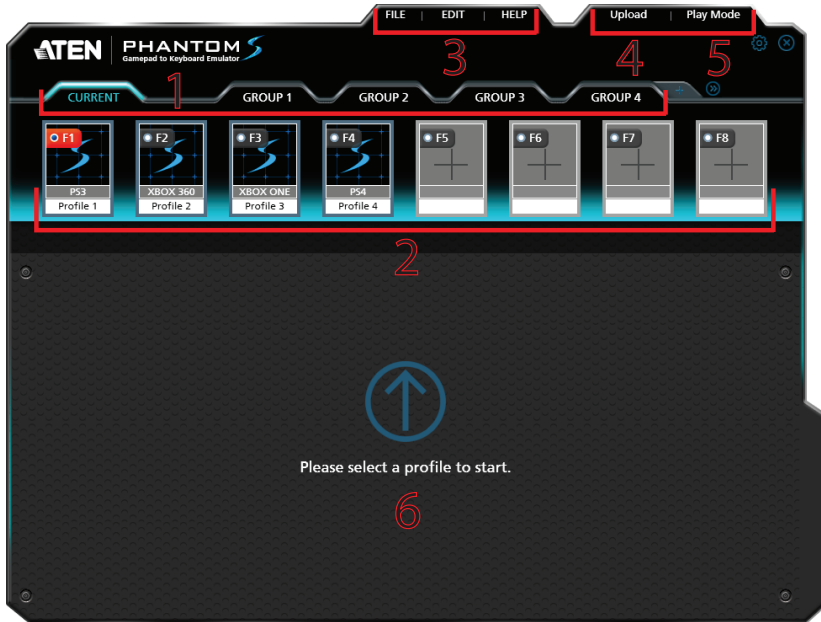 FILE | EDIT | HELP
Upload | Play Mode
ATEN PHANTOM S
Gamepad to Keyboard Emulator
3
4
5
1
CURRENT GROUP 1 GROUP 2 GROUP 3 GROUP 4
F1 F2 F3 F4 F5 F6 F7 F8
PS3 XBOX 360 XBOX ONE PS4
Profile 1 Profile 2 Profile 3 Profile 4
2
Please select a profile to start.
6